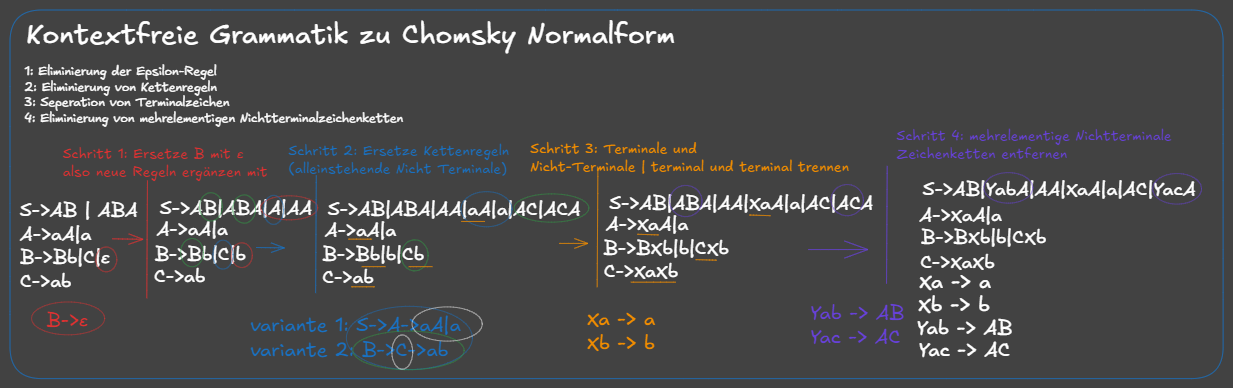 Kontextfreie Grammatik zu Chomsky Normalform
1: Eliminierung der Epsilon-Regel
2: Eliminierung von Kettenregeln
3: Seperation von Terminalzeichen
4: Eliminierung von mehrelementigen Nichtterminalzeichenketten
Schritt 1: Ersetze B mit ε
also neue Regeln ergänzen mit
S->AB | ABA
A->aA|a
B->Bb|C|ε
C->ab
B->ε
S->AB|ABA|A|AA
A->aA|a
B->Bb|C|b
C->ab
Schritt 2: Ersetze Kettenregeln
(alleinstehende Nicht Terminale)
S->AB|ABA|AA|aA|a|AC|ACA
A->aA|a
B->Bb|b|Cb
C->ab
variante 1: S->A->aA|a
variante 2: B->C->ab
Schritt 3: Terminale und
Nicht-Terminale | terminal und terminal trennen
S->AB|ABA|AA|XaA|a|AC|ACA
A->XaA|a
B->BXb|b|CXb
C->XaXb
Xa -> a
Xb -> b
Schritt 4: mehrelementige Nichtterminale
Zeichenketten entfernen
Yab -> AB
Yac -> AC
S->AB|YabA|AA|XaA|a|AC|YacA
A->XaA|a
B->BXb|b|CXb
C->XaXb
Xa -> a
Xb -> b
Yab -> AB
Yac -> AC